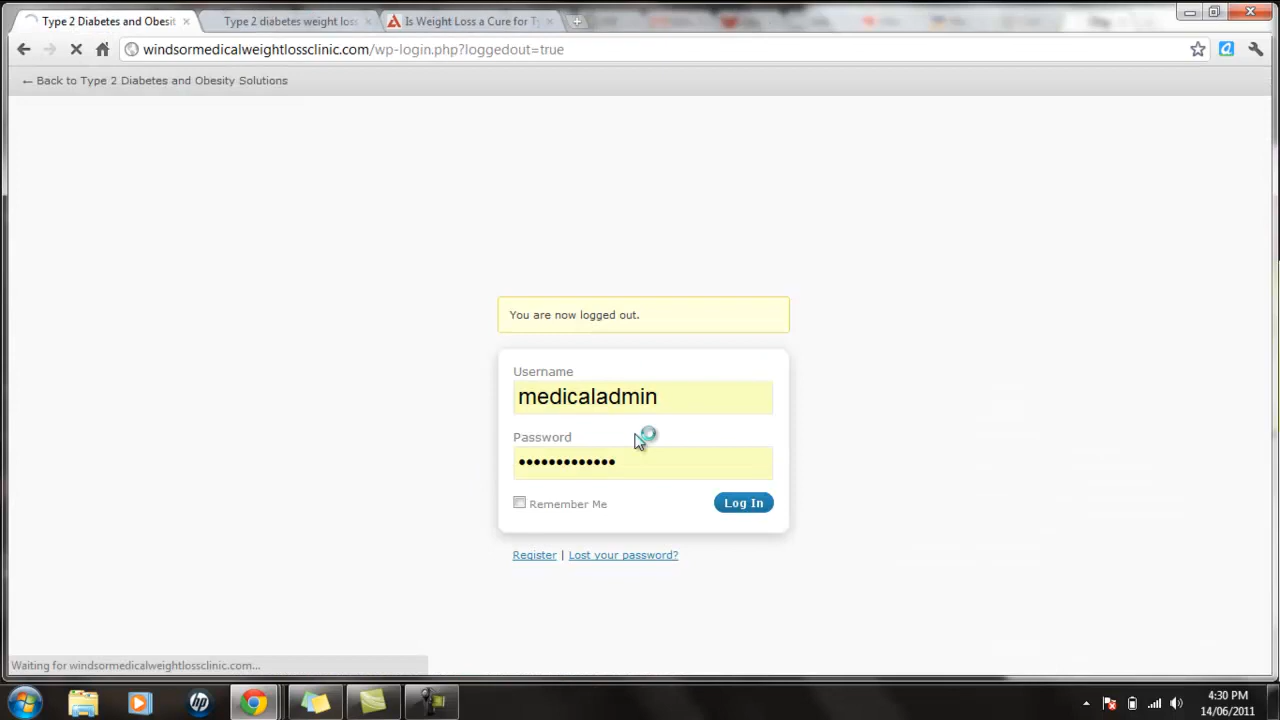 Type 2 Diabetes and Obesit
Type 2 diabetes weight los
Is Weight Loss a Cure for Ty
windsormedicalweightlossclinic.com/wp-login.php?loggedout=true
← Back to Type 2 Diabetes and Obesity Solutions
You are now logged out.
Username
medicaladmin
Password
•••••••••••••
Remember Me
Log In
Register | Lost your password?
Waiting for windsormedicalweightlossclinic.com...
hp
4:30 PM
14/06/2011